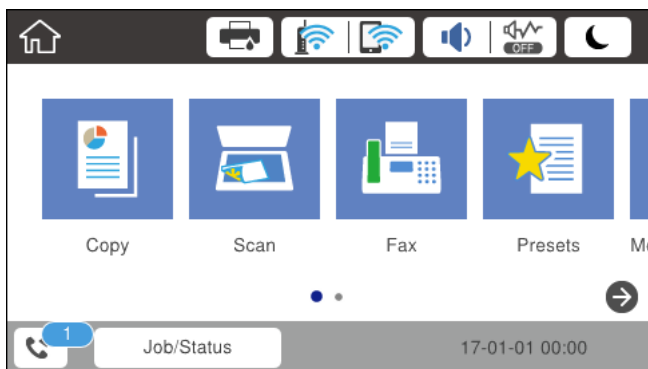 OFF
Copy
Scan
Fax
Presets
1
Job/Status
17-01-01 00:00